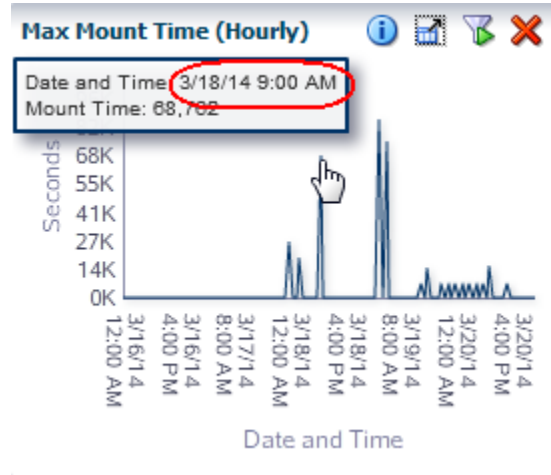 Max Mount Time (Hourly)
Date and Time: 3/18/14 9:00 AM
Mount Time:
Seconds
68K
55K
41K
27K
14K
0K
3/16/14
12:00 AM
3/16/14
4:00 PM
3/17/14
8:00 AM
3/18/14
12:00 AM
3/18/14
4:00 PM
3/19/14
8:00 AM
3/20/14
12:00 AM
3/20/14
4:00 PM
Date and Time